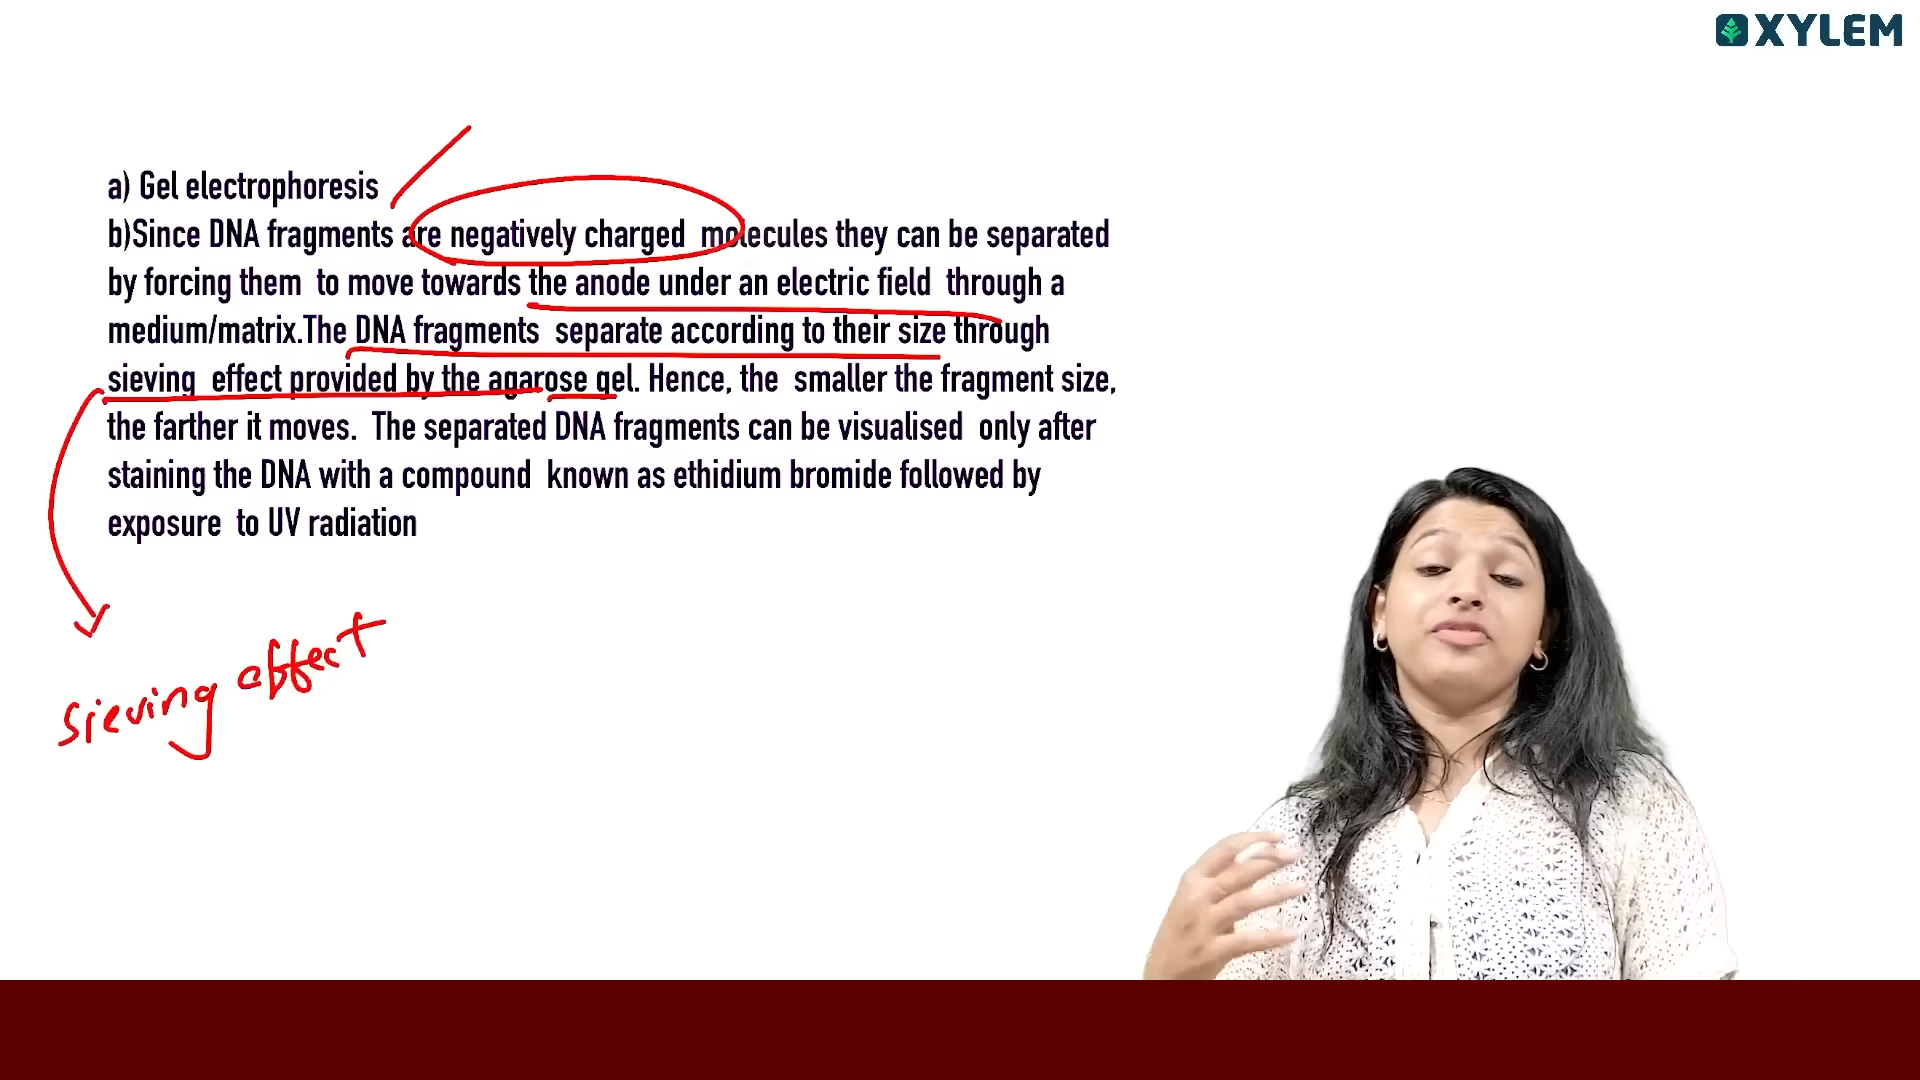 XYLEM
a) Gel electrophoresis
b)Since DNA fragments are negatively charged molecules they can be separated
by forcing them to move towards the anode under an electric field through a
medium/matrix.The DNA fragments separate according to their size through
sieving effect provided by the agarose gel. Hence, the smaller the fragment size,
the farther it moves. The separated DNA fragments can be visualised only after
staining the DNA with a compound known as ethidium bromide followed by
exposure to UV radiation
Sieving effect